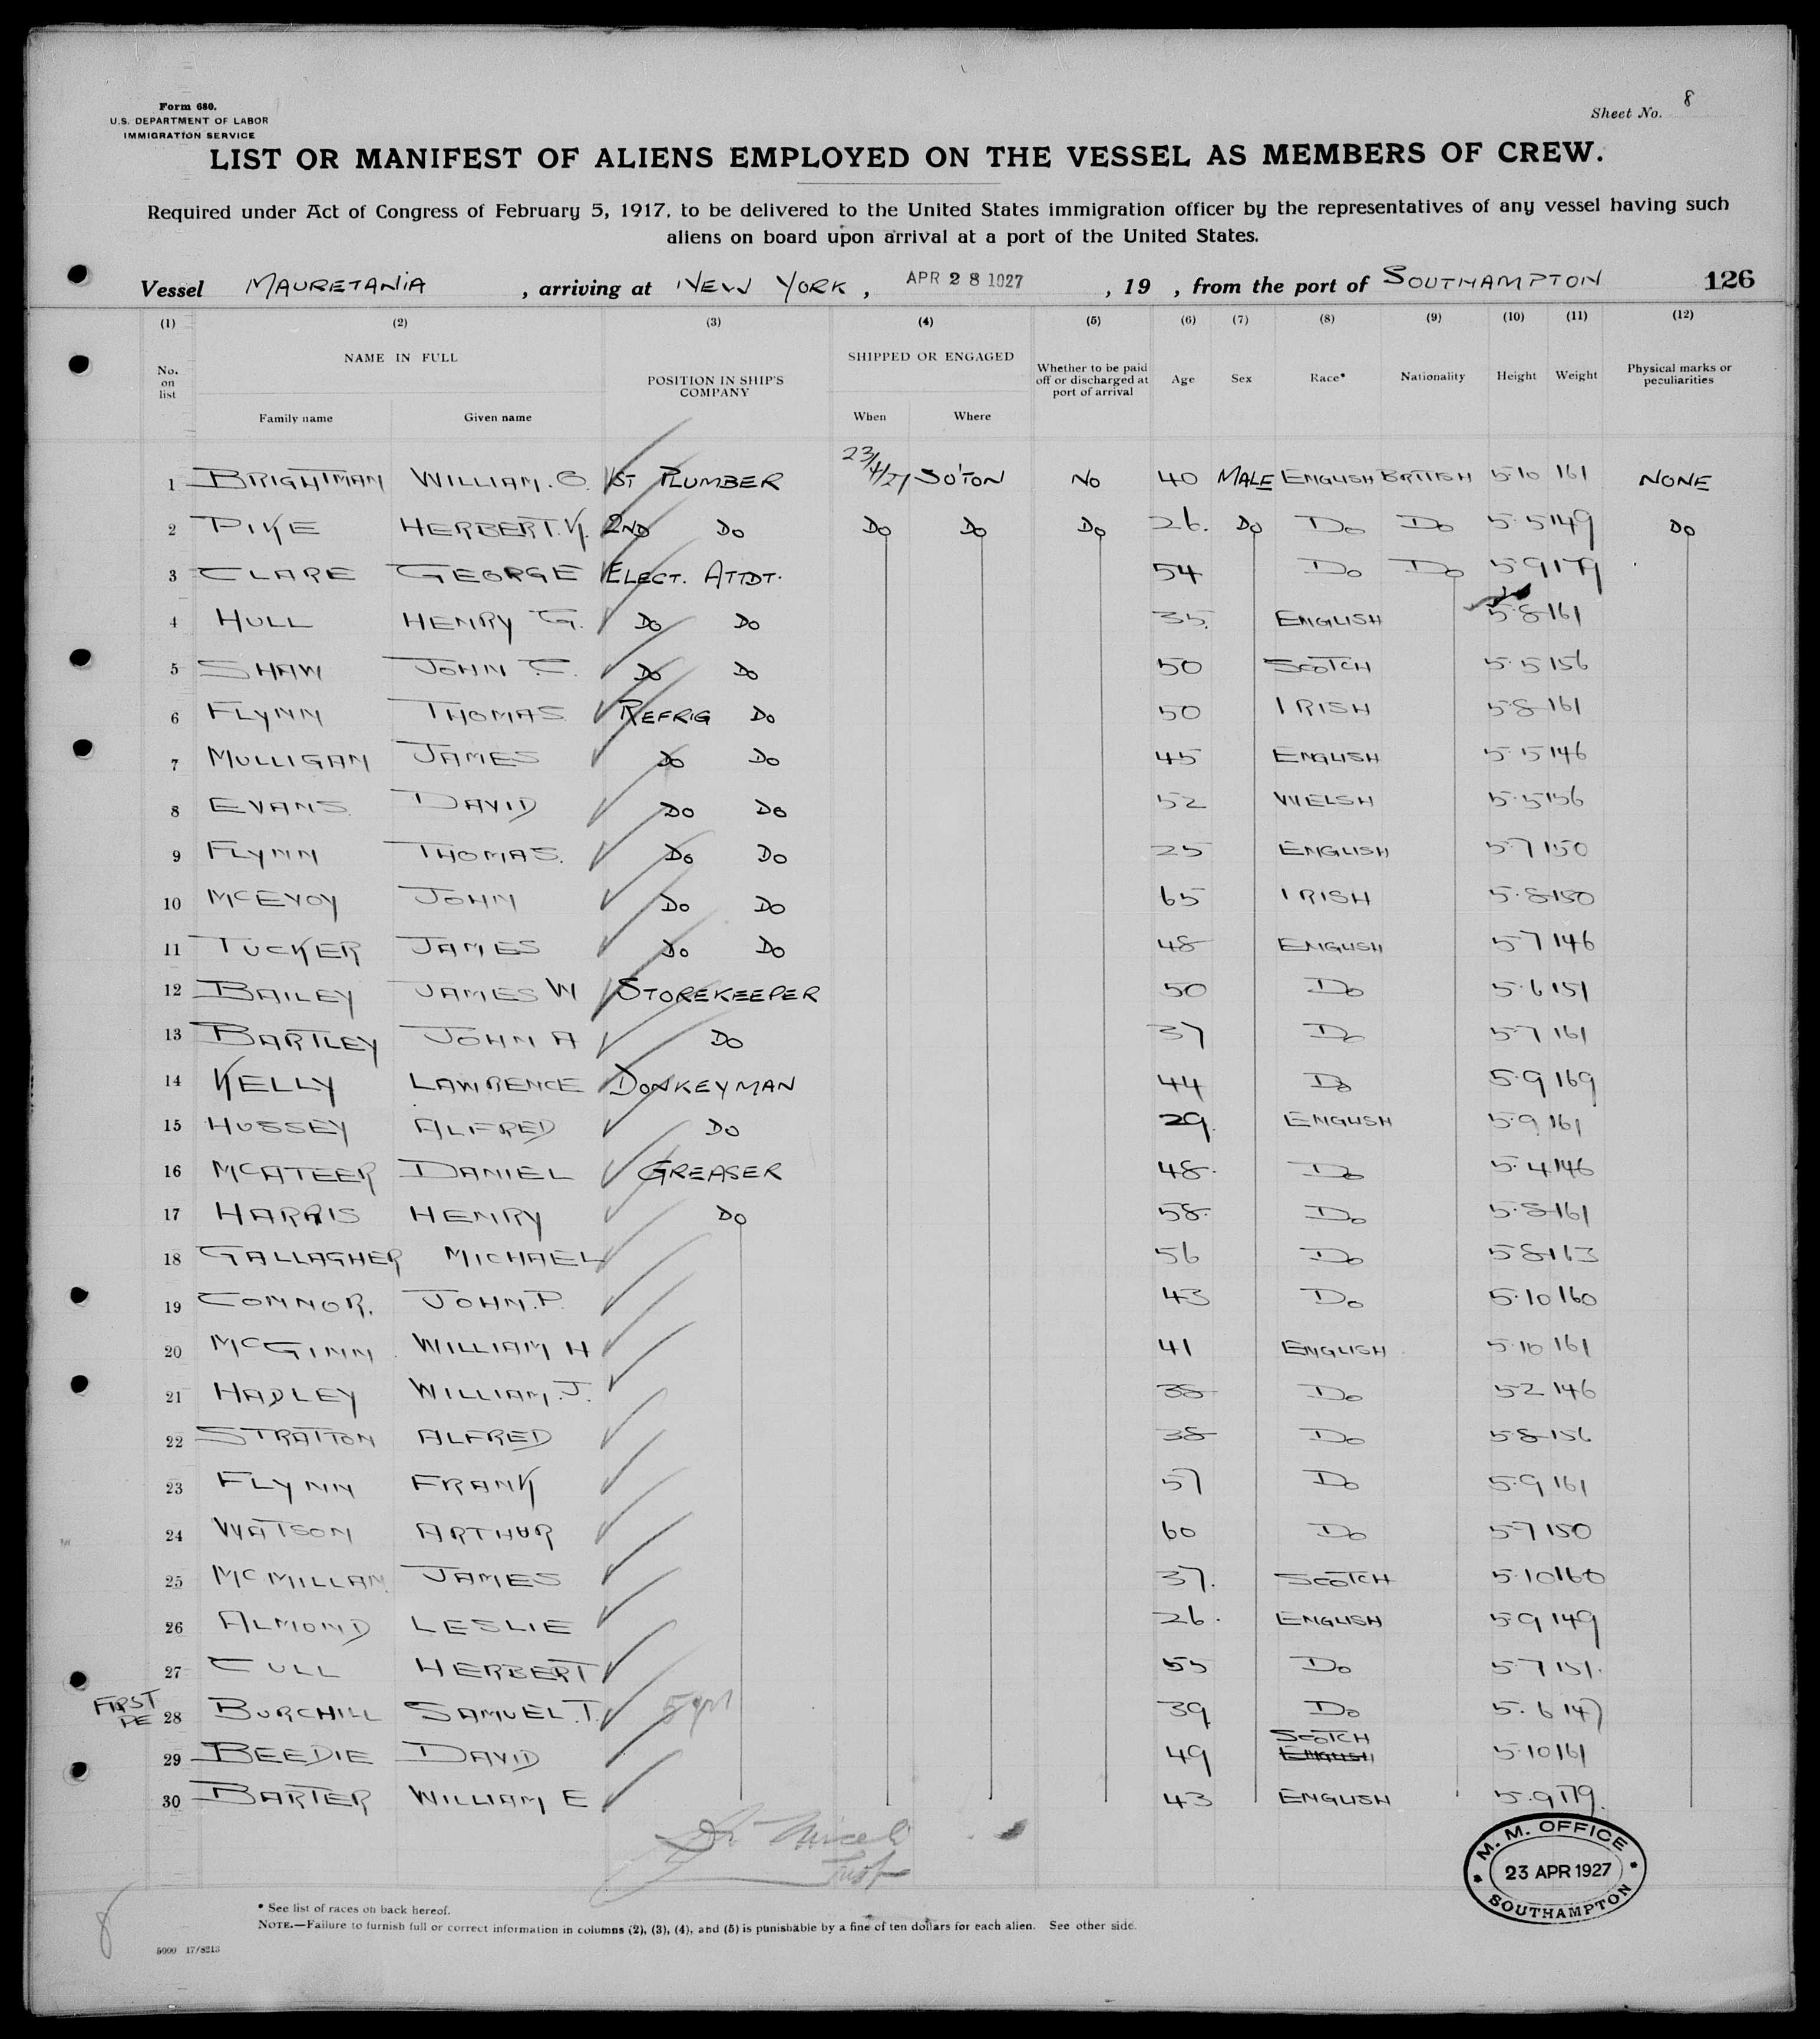 Form 680.
U.S. DEPARTMENT OF LABOR
IMMIGRATION SERVICE
Sheet No. 8
LIST OR MANIFEST OF ALIENS EMPLOYED ON THE VESSEL AS MEMBERS OF CREW.
Required under Act of Congress of February 5, 1917, to be delivered to the United States immigration officer by the representatives of any vessel having such
aliens on board upon arrival at a port of the United States.
Vessel MAURETANIA , arriving at NEW YORK , APR 28 1927 , 19 , from the port of SOUTHAMPTON 126
(1) (2) (3) (4) (5) (6) (7) (8) (9) (10) (11) (12)
No. on list NAME IN FULL Family name Given name POSITION IN SHIP'S COMPANY SHIPPED OR ENGAGED When Where Whether to be paid off or discharged at port of arrival Age Sex Race* Nationality Height Weight Physical marks or peculiarities
1 BRIGHTMAN WILLIAM. 1ST PLUMBER 23/4/27 SO'TON NO 40 MALE ENGLISH BRITISH 5.10 161 NONE
2 PIKE HERBERT.K. 2ND DO DO DO DO 26. DO DO DO 5.5 149 DO
3 CLARE GEORGE ELECT. ATTDT. 54 DO DO 5.9 179
4 HULL HENRY G. DO DO 35. ENGLISH 5.8 161
5 SHAW JOHN C. DO DO 50 SCOTCH 5.5 156
6 FLYNN THOMAS REFRIG DO 50 IRISH 5.8 161
7 MULLIGAN JAMES DO DO 45 ENGLISH 5.5 146
8 EVANS. DAVID DO DO 52 WELSH 5.5 156
9 FLYNN THOMAS. DO DO 25 ENGLISH 5.7 150
10 McEVOY JOHN DO DO 65 IRISH 5.8 150
11 TUCKER JAMES DO DO 48 ENGLISH 5.7 146
12 BAILEY JAMES W STOREKEEPER 50 DO 5.6 151
13 BARTLEY JOHN A DO 37 DO 5.7 161
14 KELLY LAWRENCE DONKEYMAN 44 DO 5.9 169
15 HUSSEY ALFRED DO 29. ENGLISH 5.9 161
16 McATEER DANIEL GREASER 48. DO 5.4 146
17 HARRIS HENRY DO 58. DO 5.8 161
18 GALLAGHER MICHAEL 56 DO 5.8 163
19 CONNOR. JOHN.P. 43 DO 5.10 160
20 McGINN WILLIAM H 41 ENGLISH 5.10 161
21 HADLEY WILLIAM.J. 38 DO 5.2 146
22 STRATTON ALFRED 38 DO 5.8 156
23 FLYNN FRANK 57 DO 5.9 161
24 WATSON ARTHUR 60 DO 5.7 150
25 McMILLAN. JAMES 37. SCOTCH 5.10 160
26 ALMOND LESLIE 26. ENGLISH 5.9 149
27 CULL HERBERT 55 DO 5.7 151.
FIRST 28 BURCHILL SAMUEL.T. 39 DO 5.6 147
29 BEEDIE DAVID 49 SCOTCH ENGLISH 5.10 161
30 BARTER WILLIAM E 43 ENGLISH 5.9 179.
M. M. OFFICE
23 APR 1927
SOUTHAMPTON
* See list of races on back hereof.
NOTE.—Failure to furnish full or correct information in columns (2), (3), (4), and (5) is punishable by a fine of ten dollars for each alien. See other side.
5000 17/8213
8